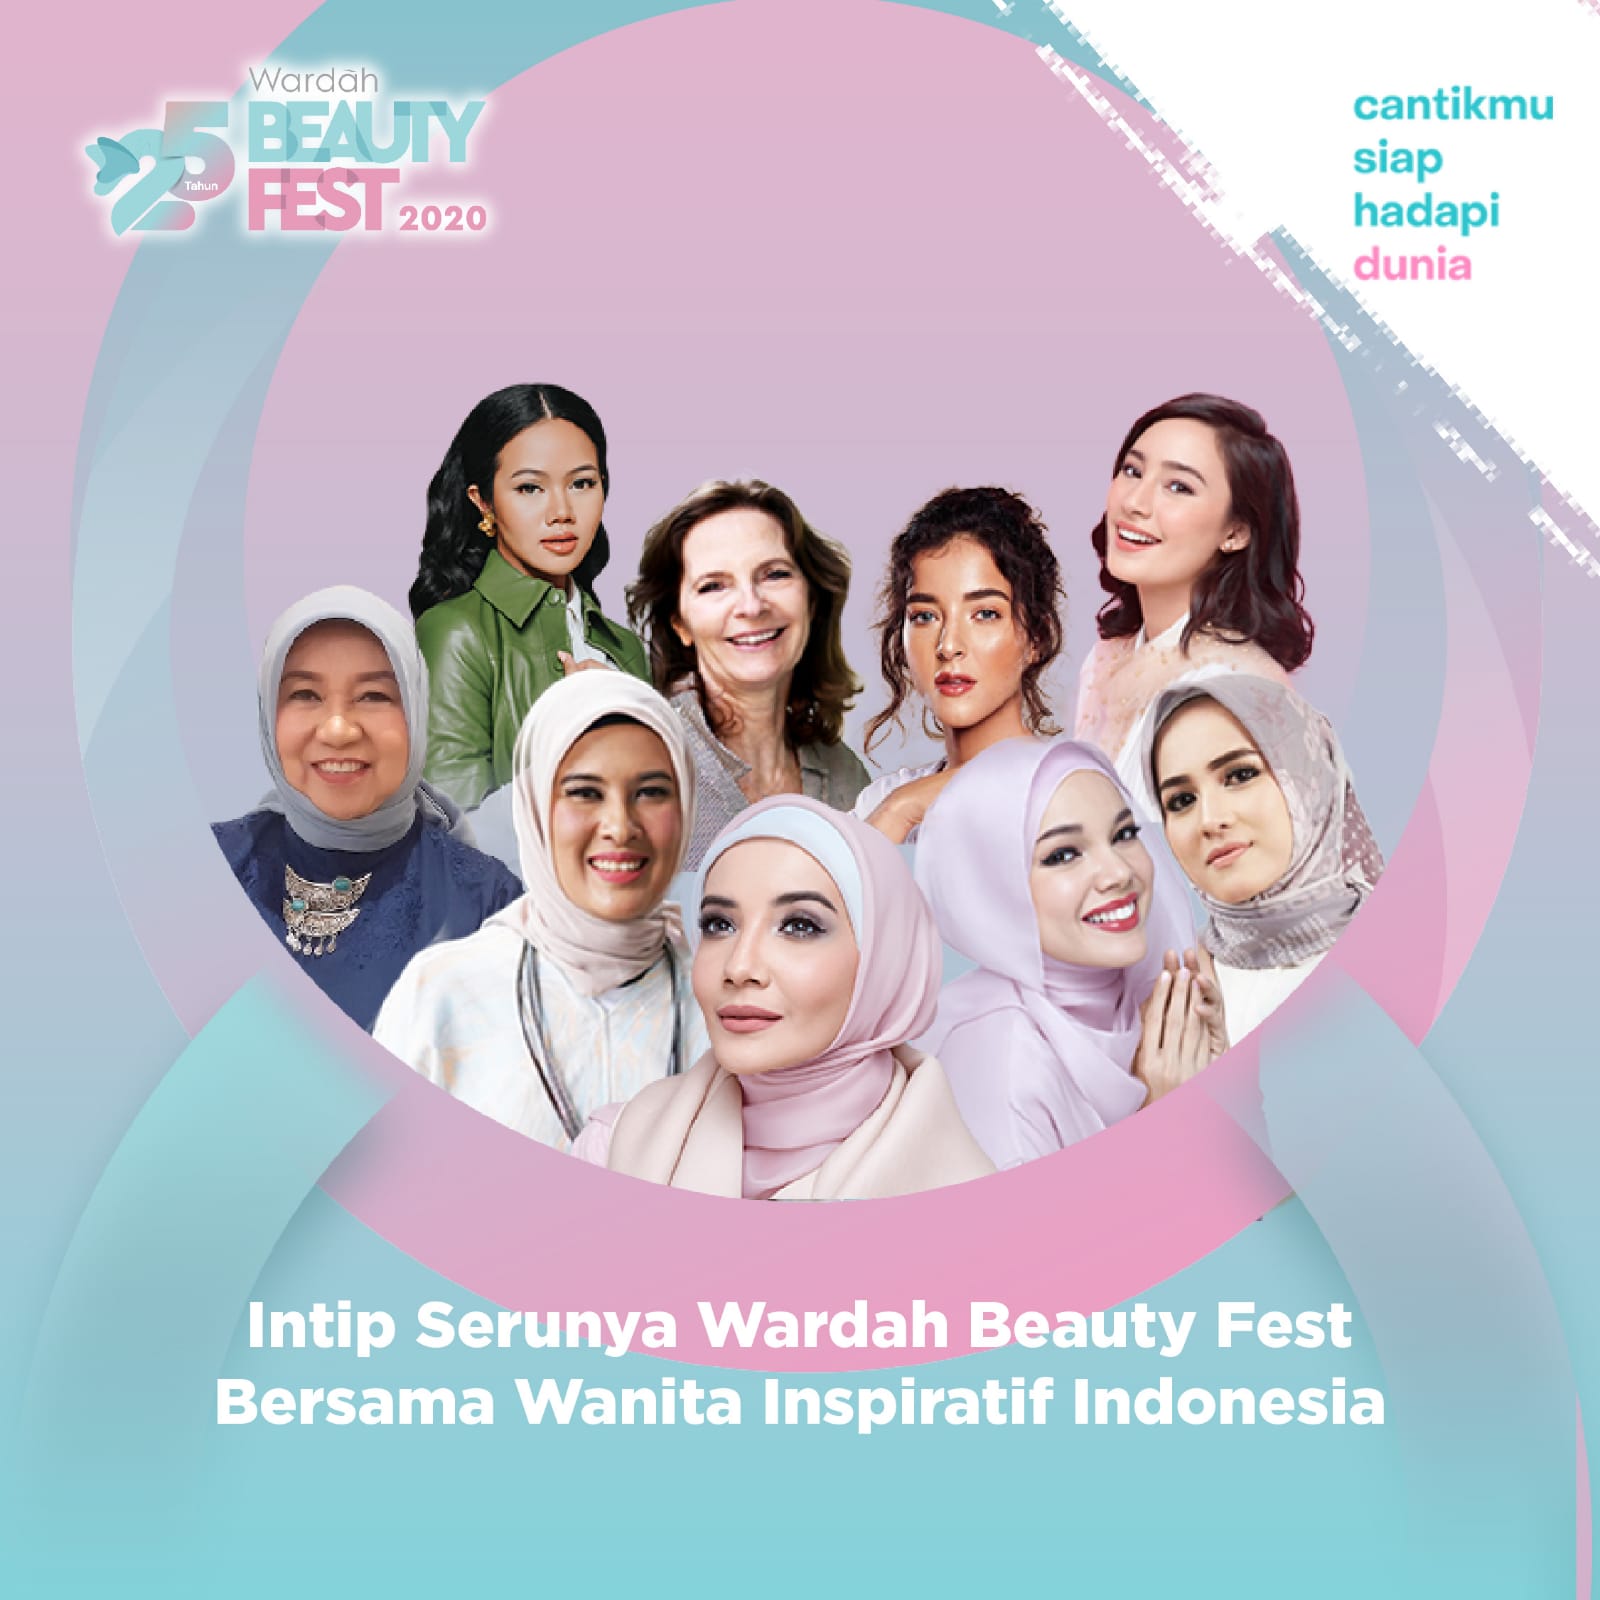 Wardah
BEAUTY
25
Tahun
FEST 2020
cantikmu
siap
hadapi
dunia
Intip Serunya Wardah Beauty Fest
Bersama Wanita Inspiratif Indonesia